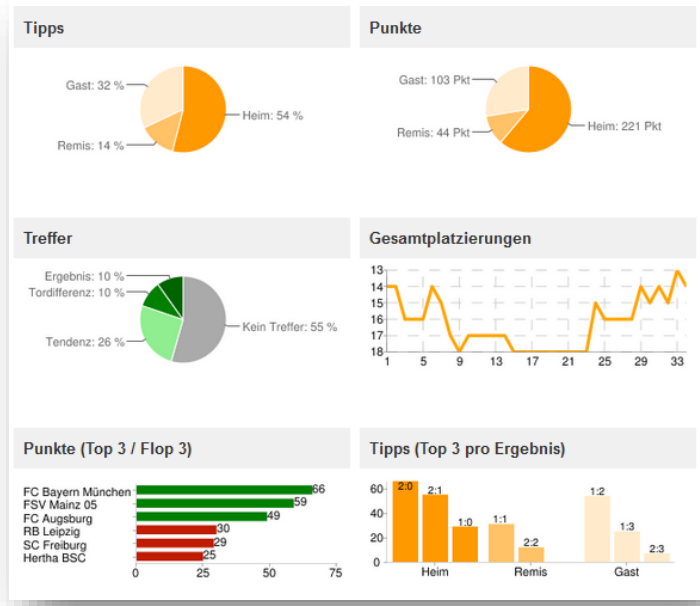 Tipps
Punkte
Gast: 32 %
Heim: 54 %
Remis: 14 %
Gast: 103 Pkt
Heim: 221 Pkt
Remis: 44 Pkt
Treffer
Gesamtplatzierungen
Ergebnis: 10 %
Tordifferenz: 10 %
Kein Treffer: 55 %
Tendenz: 26 %
13
14
15
16
17
18
1 5 9 13 17 21 25 29 33
Punkte (Top 3 / Flop 3)
Tipps (Top 3 pro Ergebnis)
FC Bayern München 66
FSV Mainz 05 59
FC Augsburg 49
RB Leipzig 30
SC Freiburg 29
Hertha BSC 25
0 25 50 75
60
40
20
0
2:0 2:1 1:0
1:1 2:2
1:2 1:3 2:3
Heim Remis Gast